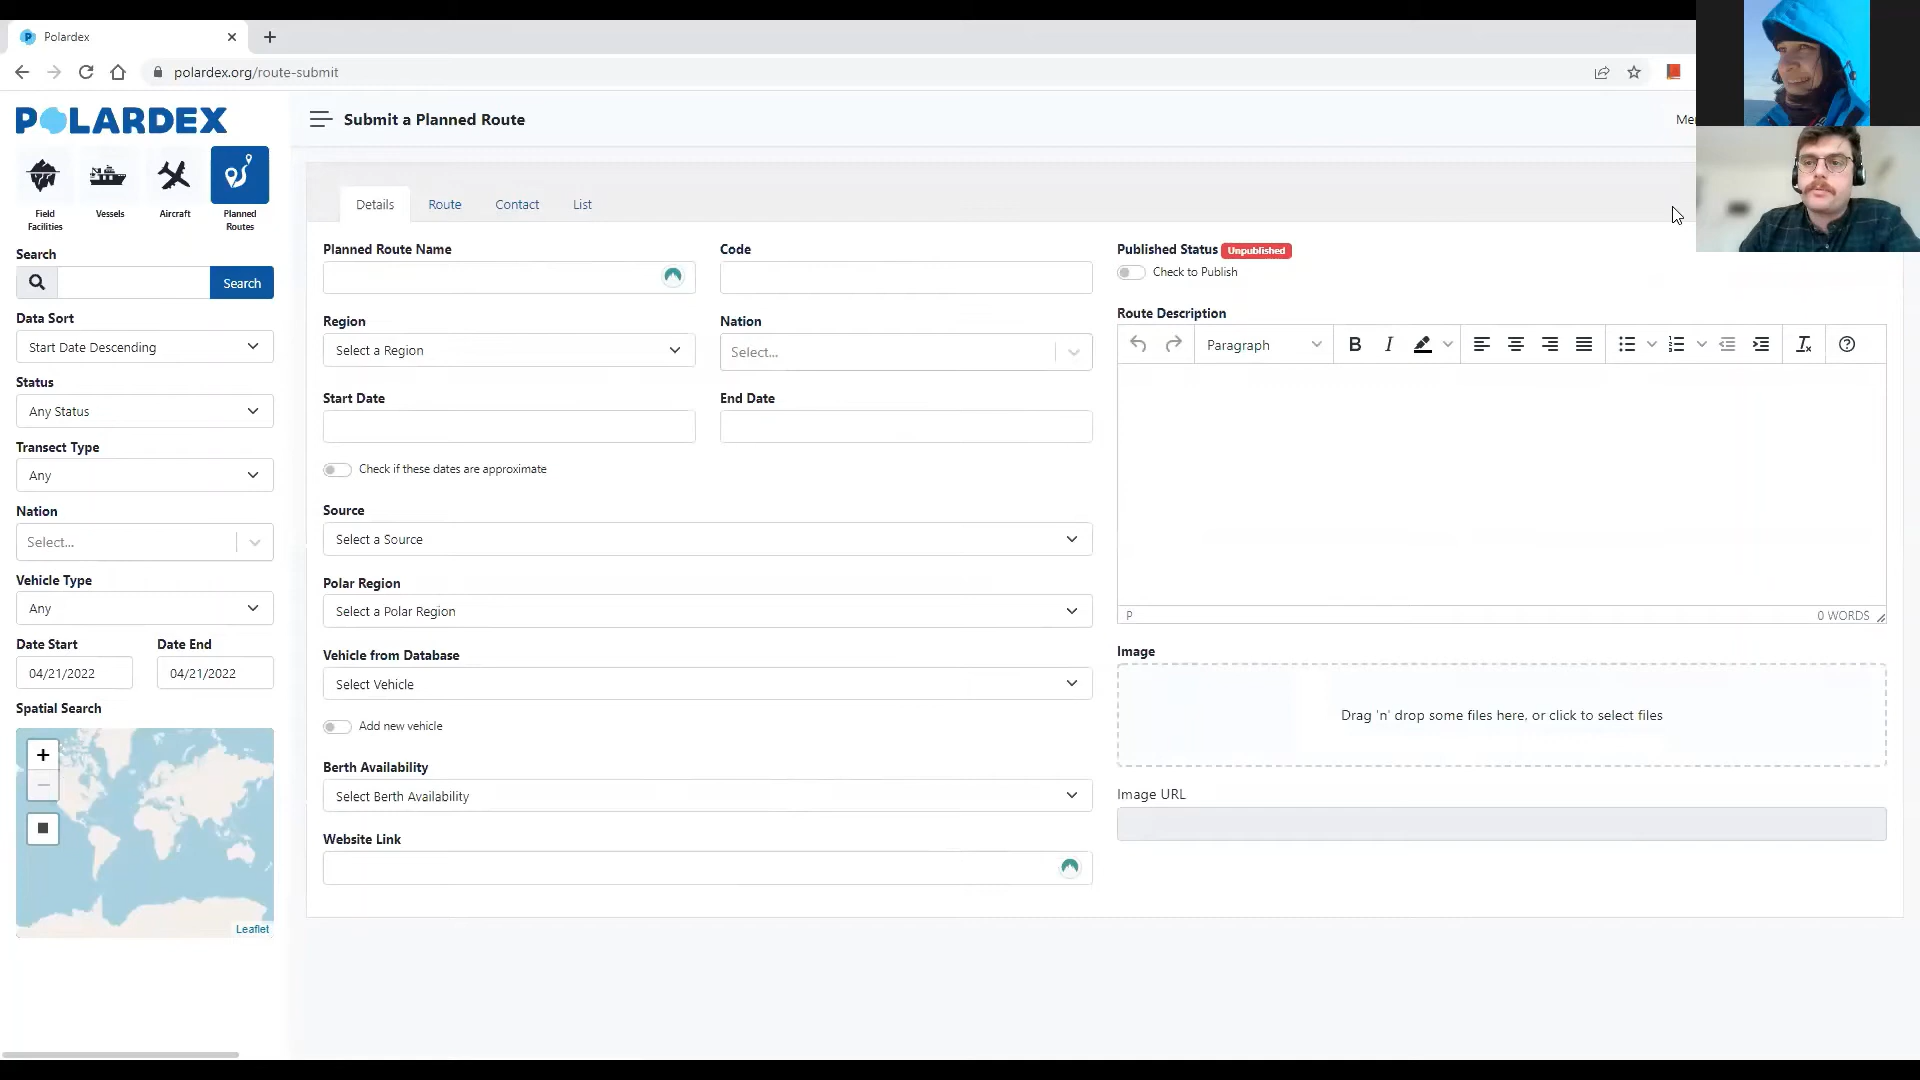 Polardex
polardex.org/route-submit
POLARDEX
Submit a Planned Route
Field
Facilities
Vessels
Aircraft
Planned
Routes
Search
Search
Data Sort
Start Date Descending
Status
Any Status
Transect Type
Any
Nation
Select...
Vehicle Type
Any
Date Start
Date End
04/21/2022
04/21/2022
Spatial Search
+
−
Leaflet
Details
Route
Contact
List
Planned Route Name
Code
Region
Select a Region
Nation
Select...
Start Date
End Date
Check if these dates are approximate
Source
Select a Source
Polar Region
Select a Polar Region
Vehicle from Database
Select Vehicle
Add new vehicle
Berth Availability
Select Berth Availability
Website Link
Published Status Unpublished
Check to Publish
Route Description
Paragraph
B
I
P
0 WORDS
Image
Drag 'n' drop some files here, or click to select files
Image URL